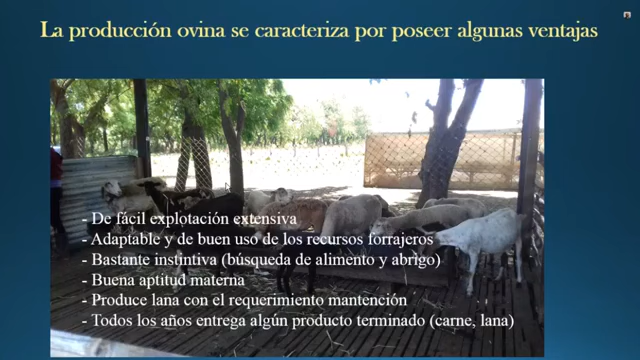 La producción ovina se caracteriza por poseer algunas ventajas
- De fácil explotación extensiva
- Adaptable y de buen uso de los recursos forrajeros
- Bastante instintiva (búsqueda de alimento y abrigo)
- Buena aptitud materna
- Produce lana con el requerimiento mantención
- Todos los años entrega algún producto terminado (carne, lana)